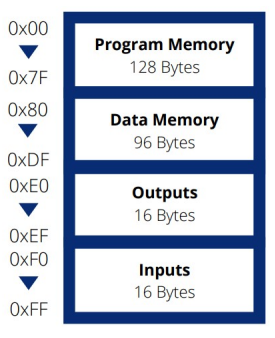 0x00
Program Memory
128 Bytes
0x7F
0x80
Data Memory
96 Bytes
0xDF
0xE0
Outputs
16 Bytes
0xEF
0xF0
Inputs
16 Bytes
0xFF